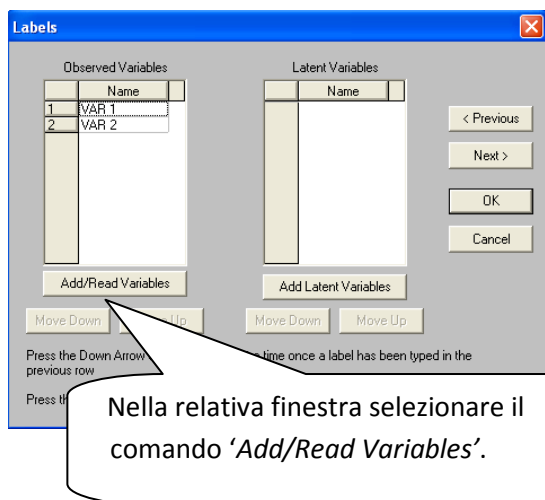 Labels
Observed Variables
Latent Variables
Name
Name
1 VAR 1
2 VAR 2
< Previous
Next >
OK
Cancel
Add/Read Variables
Add Latent Variables
Move Down
Up
Move Down
Move Up
Press the Down Arrow
time once a label has been typed in the
previous row
Press th
Nella relativa finestra selezionare il
comando ‘Add/Read Variables’.